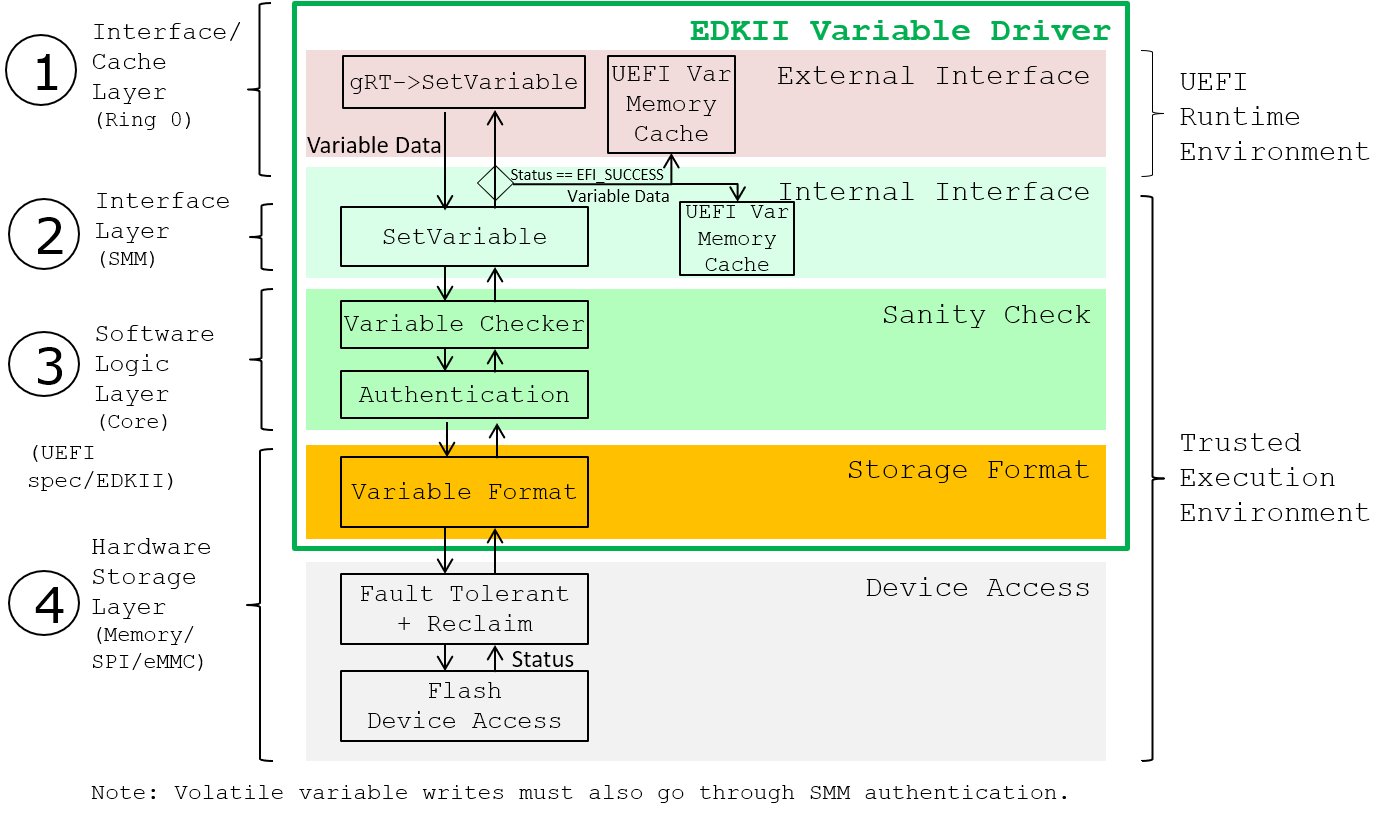 EDKII Variable Driver
1
Interface/
Cache
Layer
(Ring 0)
External Interface
gRT->SetVariable
UEFI Var
Memory
Cache
UEFI
Runtime
Environment
Variable Data
Status == EFI_SUCCESS
Variable Data
2
Interface
Layer
(SMM)
Internal Interface
SetVariable
UEFI Var
Memory
Cache
3
Software
Logic
Layer
(Core)
Sanity Check
Variable Checker
Authentication
(UEFI
spec/EDKII)
Storage Format
Variable Format
Trusted
Execution
Environment
4
Hardware
Storage
Layer
(Memory/
SPI/eMMC)
Device Access
Fault Tolerant
+ Reclaim
Status
Flash
Device Access
Note: Volatile variable writes must also go through SMM authentication.